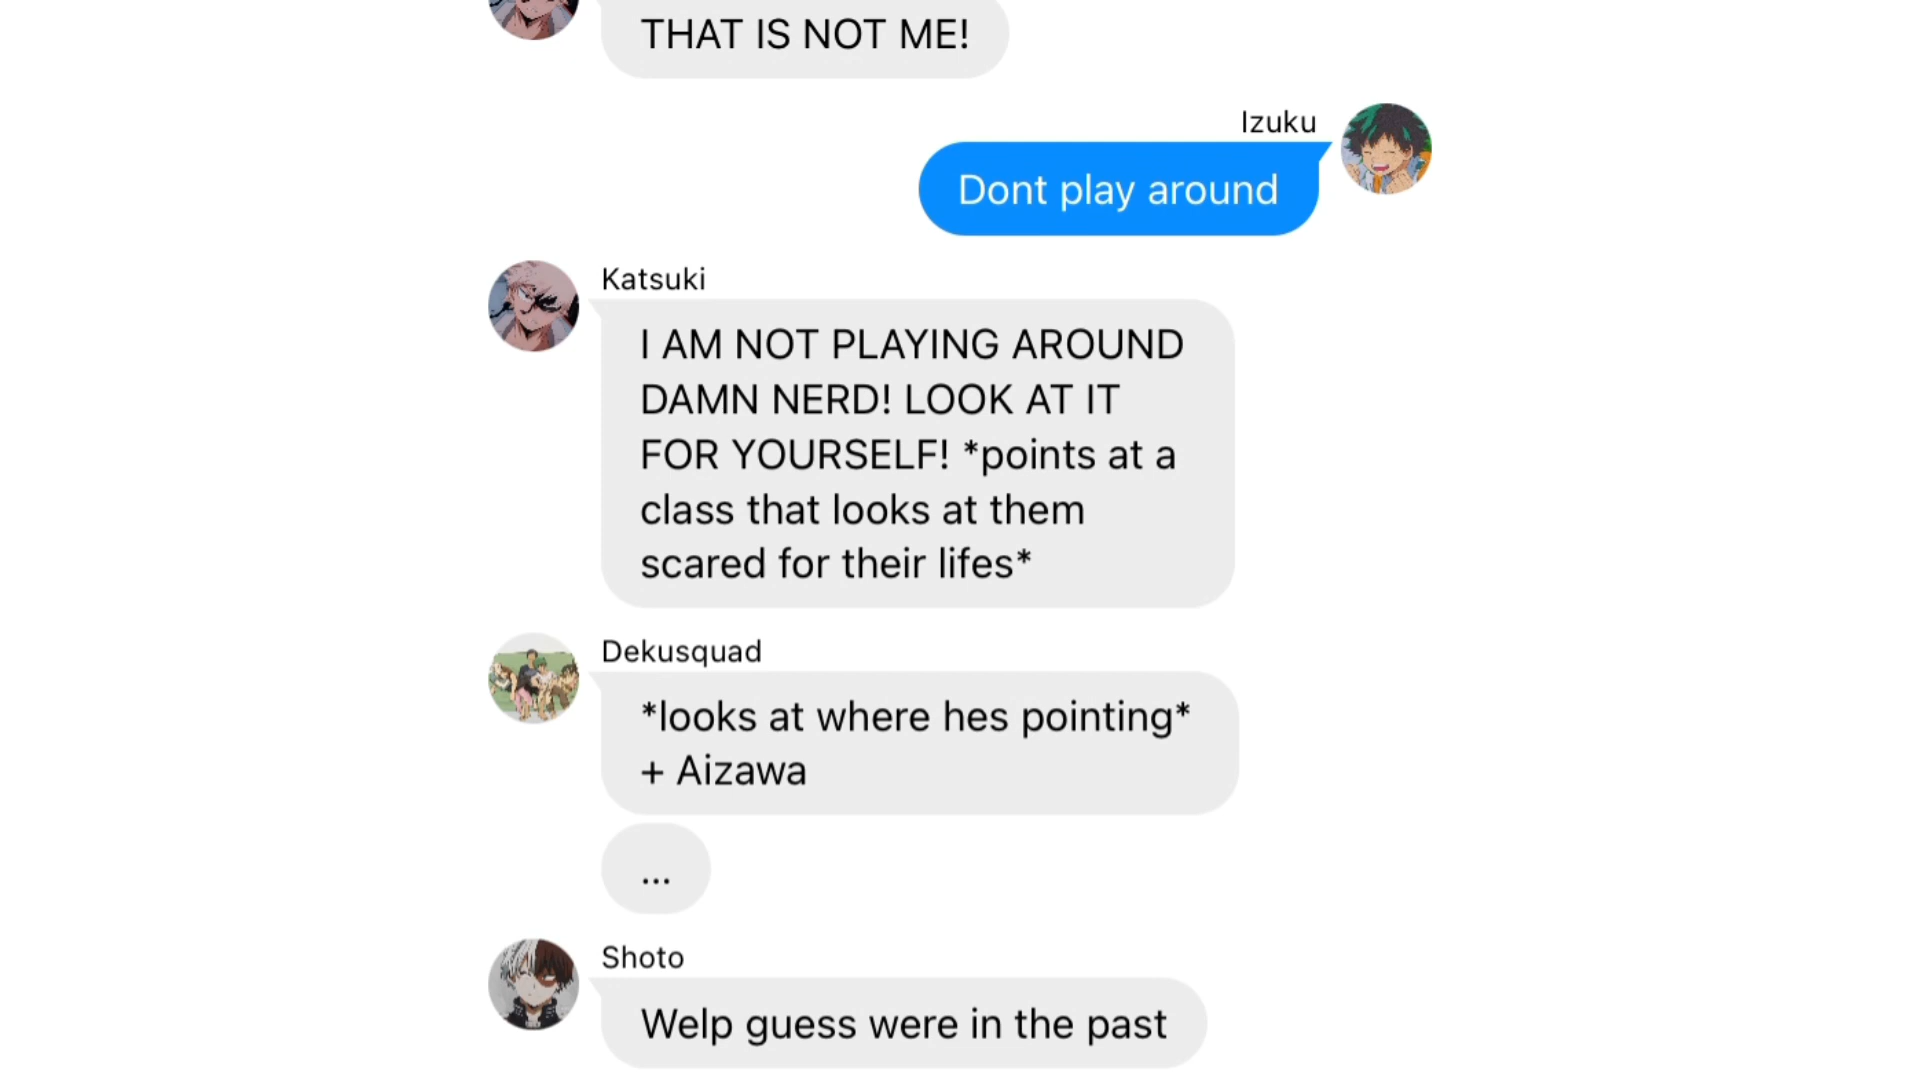 THAT IS NOT ME!
Izuku
Dont play around
Katsuki
I AM NOT PLAYING AROUND
DAMN NERD! LOOK AT IT
FOR YOURSELF! *points at a
class that looks at them
scared for their lifes*
Dekusquad
*looks at where hes pointing*
+ Aizawa
...
Shoto
Welp guess were in the past